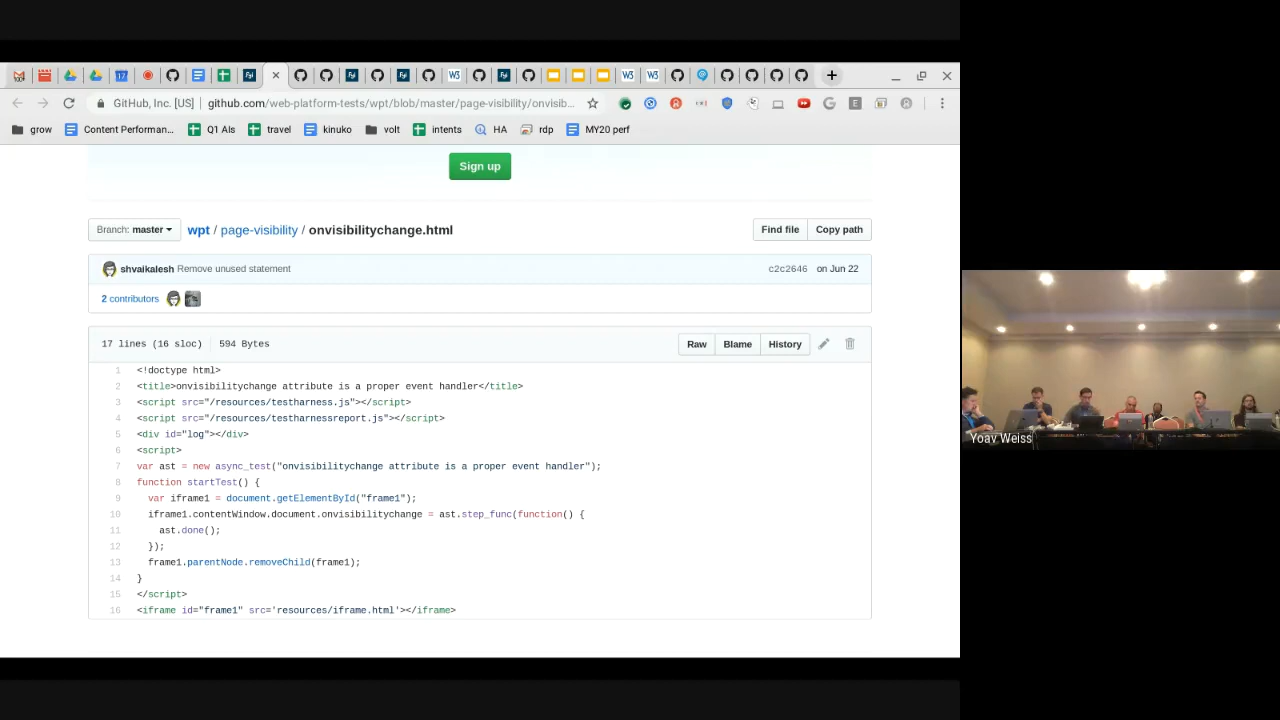 GitHub, Inc. [US] github.com/web-platform-tests/wpt/blob/master/page-visibility/onvisib...
grow Content Performan... Q1 AIs travel kinuko volt intents HA rdp MY20 perf
Sign up
Branch: master wpt / page-visibility / onvisibilitychange.html Find file Copy path
shvaikalesh Remove unused statement c2c2646 on Jun 22
2 contributors
17 lines (16 sloc) 594 Bytes Raw Blame History
1 <!doctype html>
2 <title>onvisibilitychange attribute is a proper event handler</title>
3 <script src="/resources/testharness.js"></script>
4 <script src="/resources/testharnessreport.js"></script>
5 <div id="log"></div>
6 <script>
7 var ast = new async_test("onvisibilitychange attribute is a proper event handler");
8 function startTest() {
9 var iframe1 = document.getElementById("frame1");
10 iframe1.contentWindow.document.onvisibilitychange = ast.step_func(function() {
11 ast.done();
12 });
13 frame1.parentNode.removeChild(frame1);
14 }
15 </script>
16 <iframe id="frame1" src='resources/iframe.html'></iframe>
Yoav Weiss